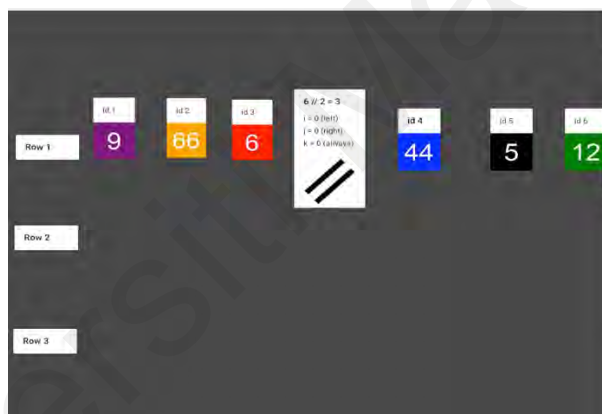 6 // 2 = 3
id 1
id 2
id 3
i = 0 (left)
j = 0 (right)
k = 0 (always)
id 4
id 5
id 6
Row 1
9
66
6
44
5
12
Row 2
Row 3